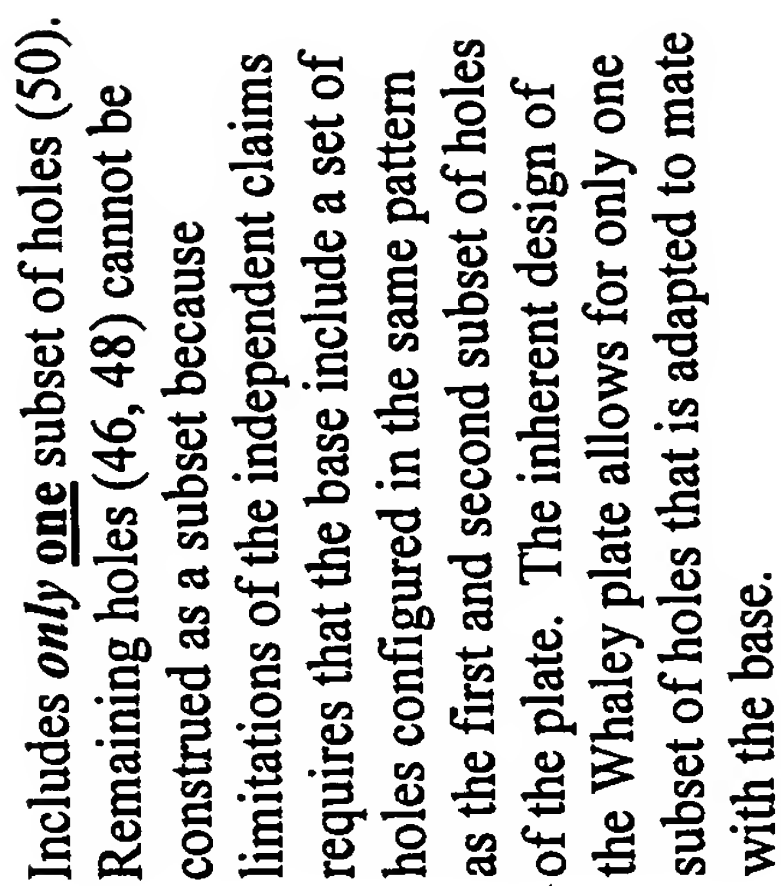 Includes only one subset of holes (50).
Remaining holes (46, 48) cannot be
construed as a subset because
limitations of the independent claims
requires that the base include a set of
holes configured in the same pattern
as the first and second subset of holes
of the plate. The inherent design of
the Whaley plate allows for only one
subset of holes that is adapted to mate
with the base.